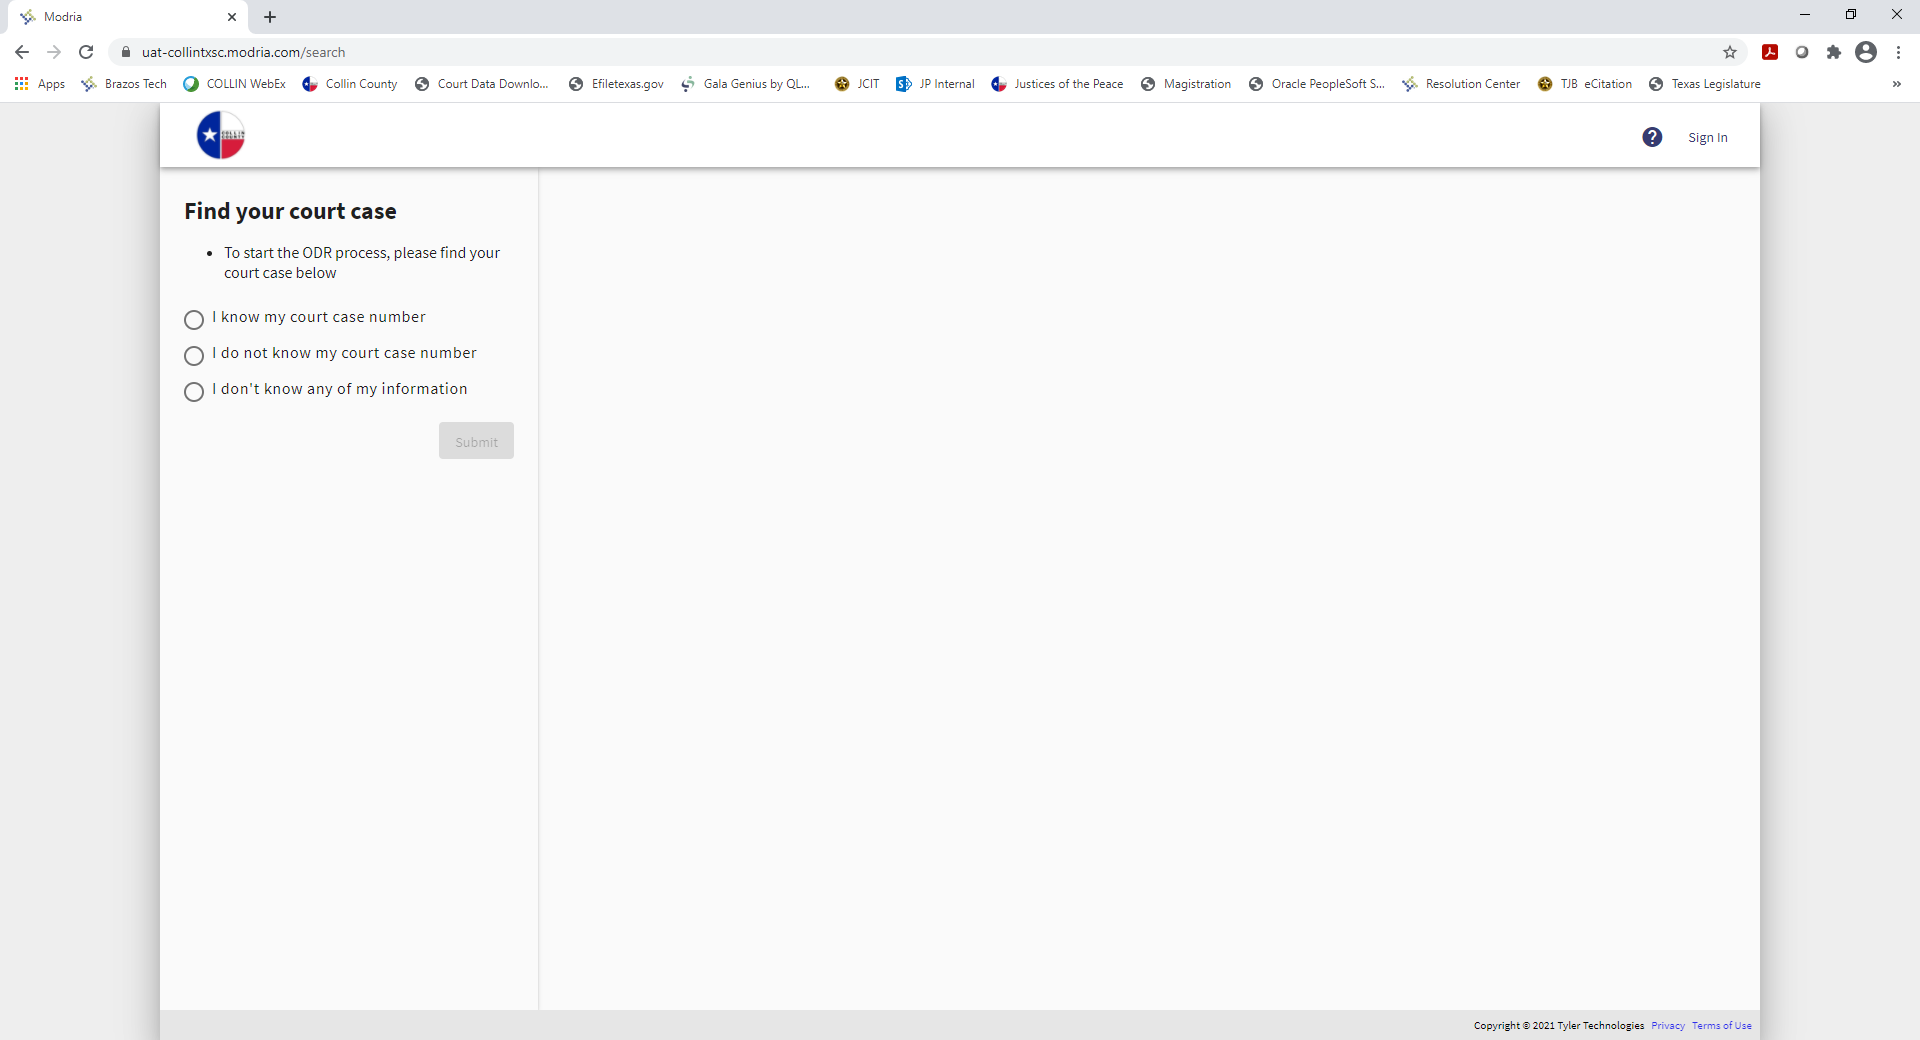 Modria
uat-collintxsc.modria.com/search
Apps Brazos Tech COLLIN WebEx Collin County Court Data Downlo... Efiletexas.gov Gala Genius by QL... JCIT JP Internal Justices of the Peace Magistration Oracle PeopleSoft S... Resolution Center TJB eCitation Texas Legislature »
COLLIN
COUNTY
? Sign In
Find your court case
• To start the ODR process, please find your
court case below
I know my court case number
I do not know my court case number
I don't know any of my information
Submit
Copyright © 2021 Tyler Technologies Privacy Terms of Use